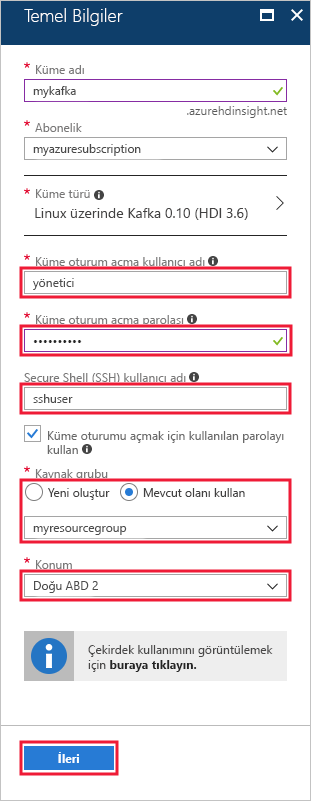 Temel Bilgiler
* Küme adı
mykafka
.azurehdinsight.net
* Abonelik
myazuresubscription
* Küme türü
Linux üzerinde Kafka 0.10 (HDI 3.6)
* Küme oturum açma kullanıcı adı
yönetici
* Küme oturum açma parolası
••••••••••
Secure Shell (SSH) kullanıcı adı
sshuser
Küme oturumu açmak için kullanılan parolayı
kullan
* Kaynak grubu
Yeni oluştur Mevcut olanı kullan
myresourcegroup
* Konum
Doğu ABD 2
Çekirdek kullanımını görüntülemek
için buraya tıklayın.
İleri